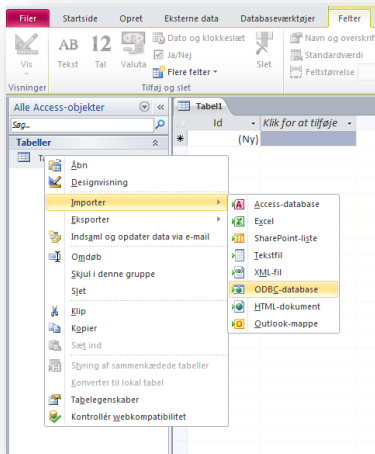 Filer Startside Opret Eksterne data Databaseværktøjer Felter
AB 12 Dato og klokkeslæt Navn og overskrif
Ja/Nej Standardværdi
Vis Tekst Tal Valuta Flere felter Slet Feltstørrelse
Visninger Tilføj og slet
Alle Access-objekter « Tabel1
Søg... Id Klik for at tilføje
Tabeller * (Ny)
Åbn
Designvisning
Importer Access-database
Eksporter Excel
Indsaml og opdater data via e-mail SharePoint-liste
Omdøb Tekstfil
Skjul i denne gruppe XML-fil
Slet ODBC-database
Klip HTML-dokument
Kopier Outlook-mappe
Sæt ind
Styring af sammenkædede tabeller
Konverter til lokal tabel
Tabelegenskaber
Kontrollér webkompatibilitet